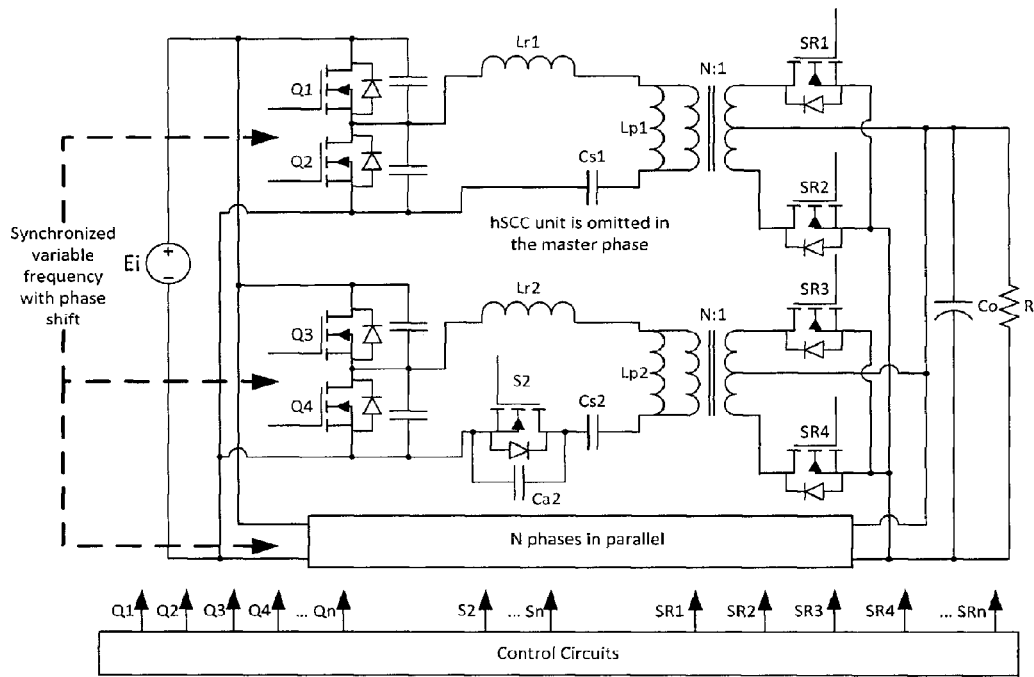 Lr1
SR1
N:1
Q1
Lp1
Q2
Cs1
SR2
hSCC unit is omitted in
the master phase
Synchronized
variable
frequency
with phase
shift
Ei
+
−
Lr2
SR3
N:1
Co
R
Q3
S2
Lp2
Q4
Cs2
SR4
Ca2
N phases in parallel
Q1 Q2 Q3 Q4 ... Qn S2 ... Sn SR1 SR2 SR3 SR4 ... SRn
Control Circuits